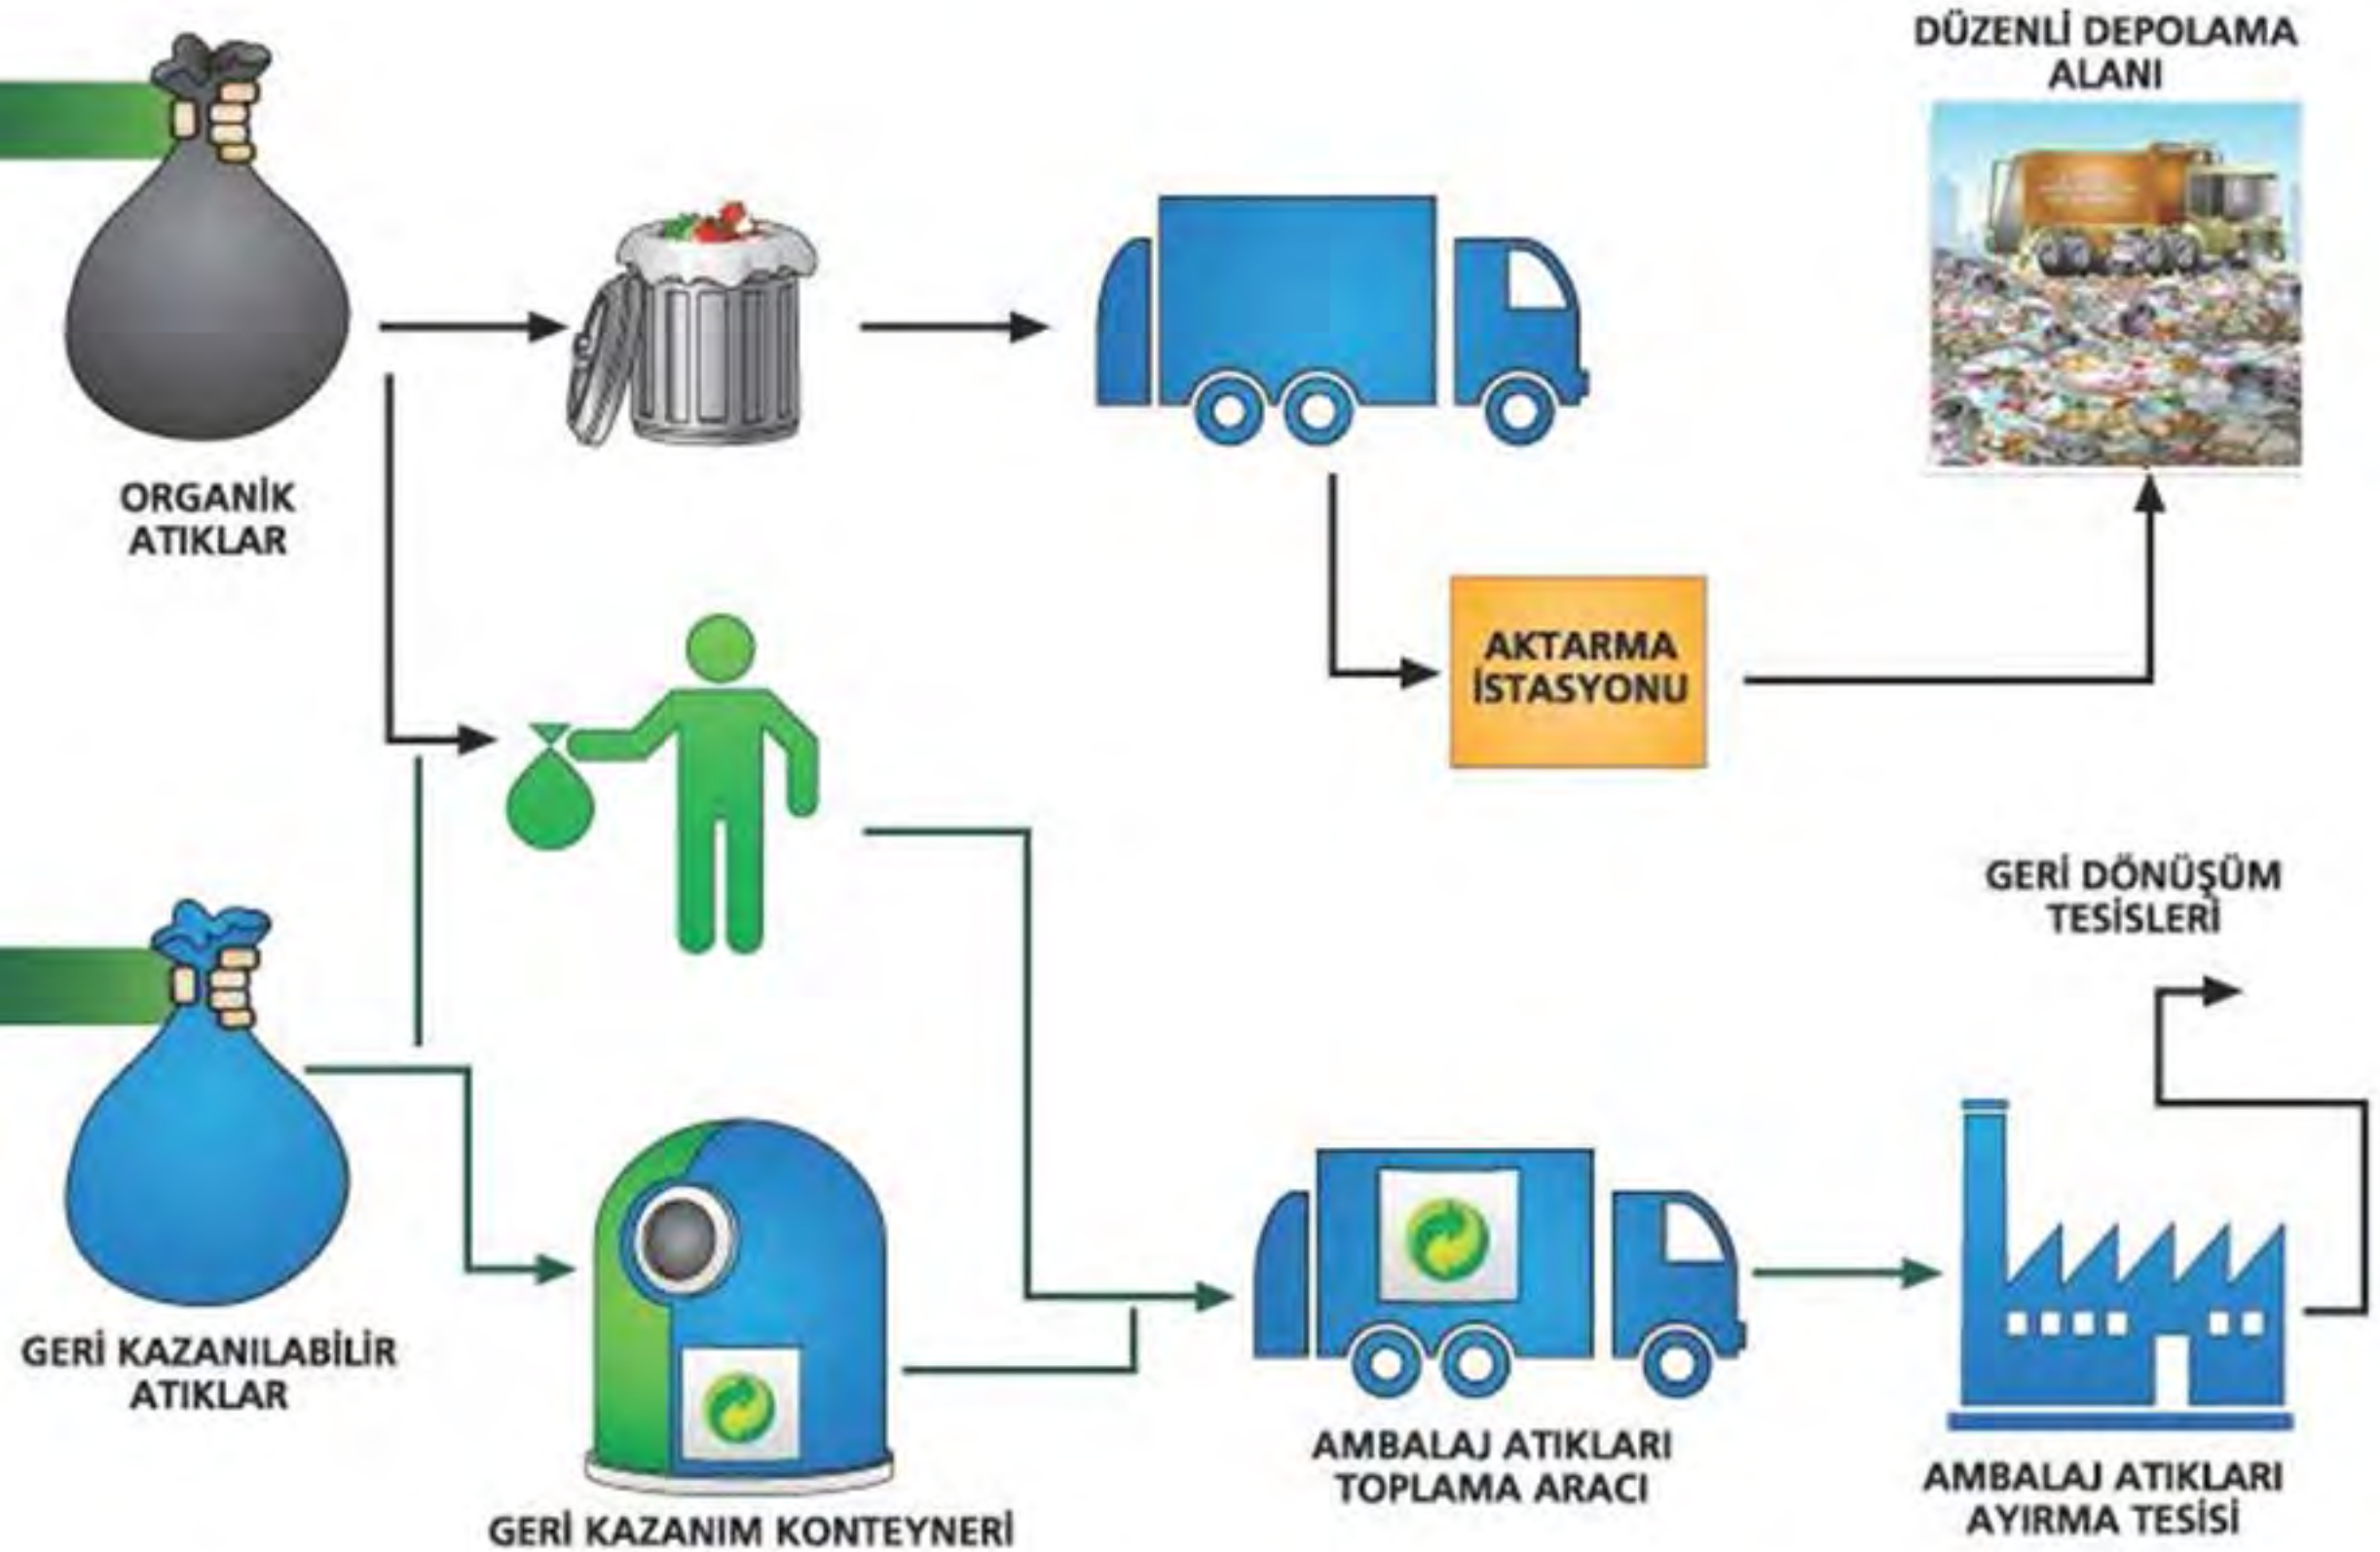 DÜZENLİ DEPOLAMA
ALANI
ORGANİK
ATIKLAR
AKTARMA
İSTASYONU
GERİ DÖNÜŞÜM
TESİSLERİ
GERİ KAZANILABİLİR
ATIKLAR
GERİ KAZANIM KONTEYNERİ
AMBALAJ ATIKLARI
TOPLAMA ARACI
AMBALAJ ATIKLARI
AYIRMA TESİSİ